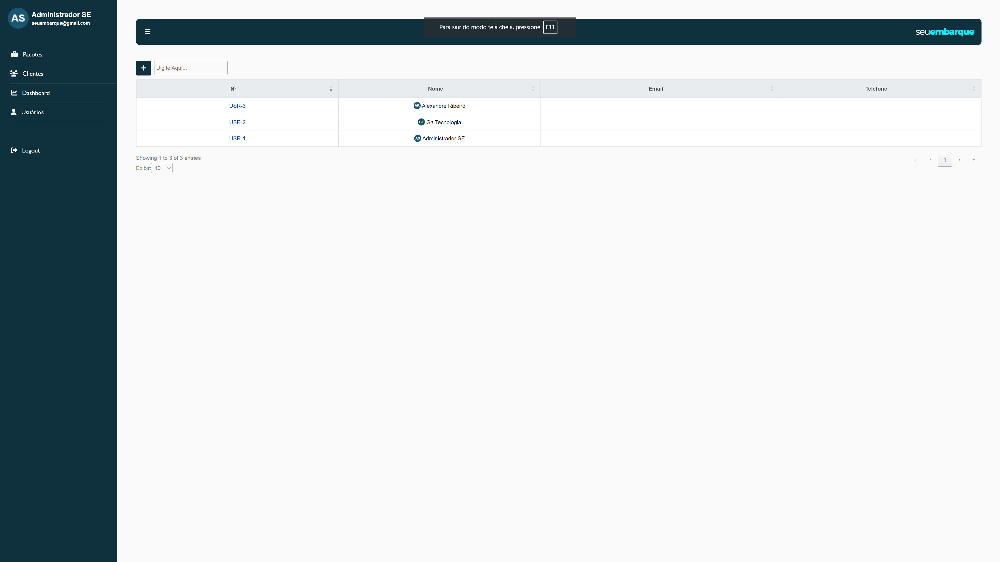 AS Administrador SE
seuembarque@gmail.com
Pacotes
Clientes
Dashboard
Usuários
Logout
Para sair do modo tela cheia, pressione F11
seuembarque
+ Digite Aqui...
N° Nome Email Telefone
USR-3 AR Alexandre Ribeiro
USR-2 GT Ga Tecnologia
USR-1 AS Administrador SE
Showing 1 to 3 of 3 entries
« ‹ 1 › »
Exibir: 10